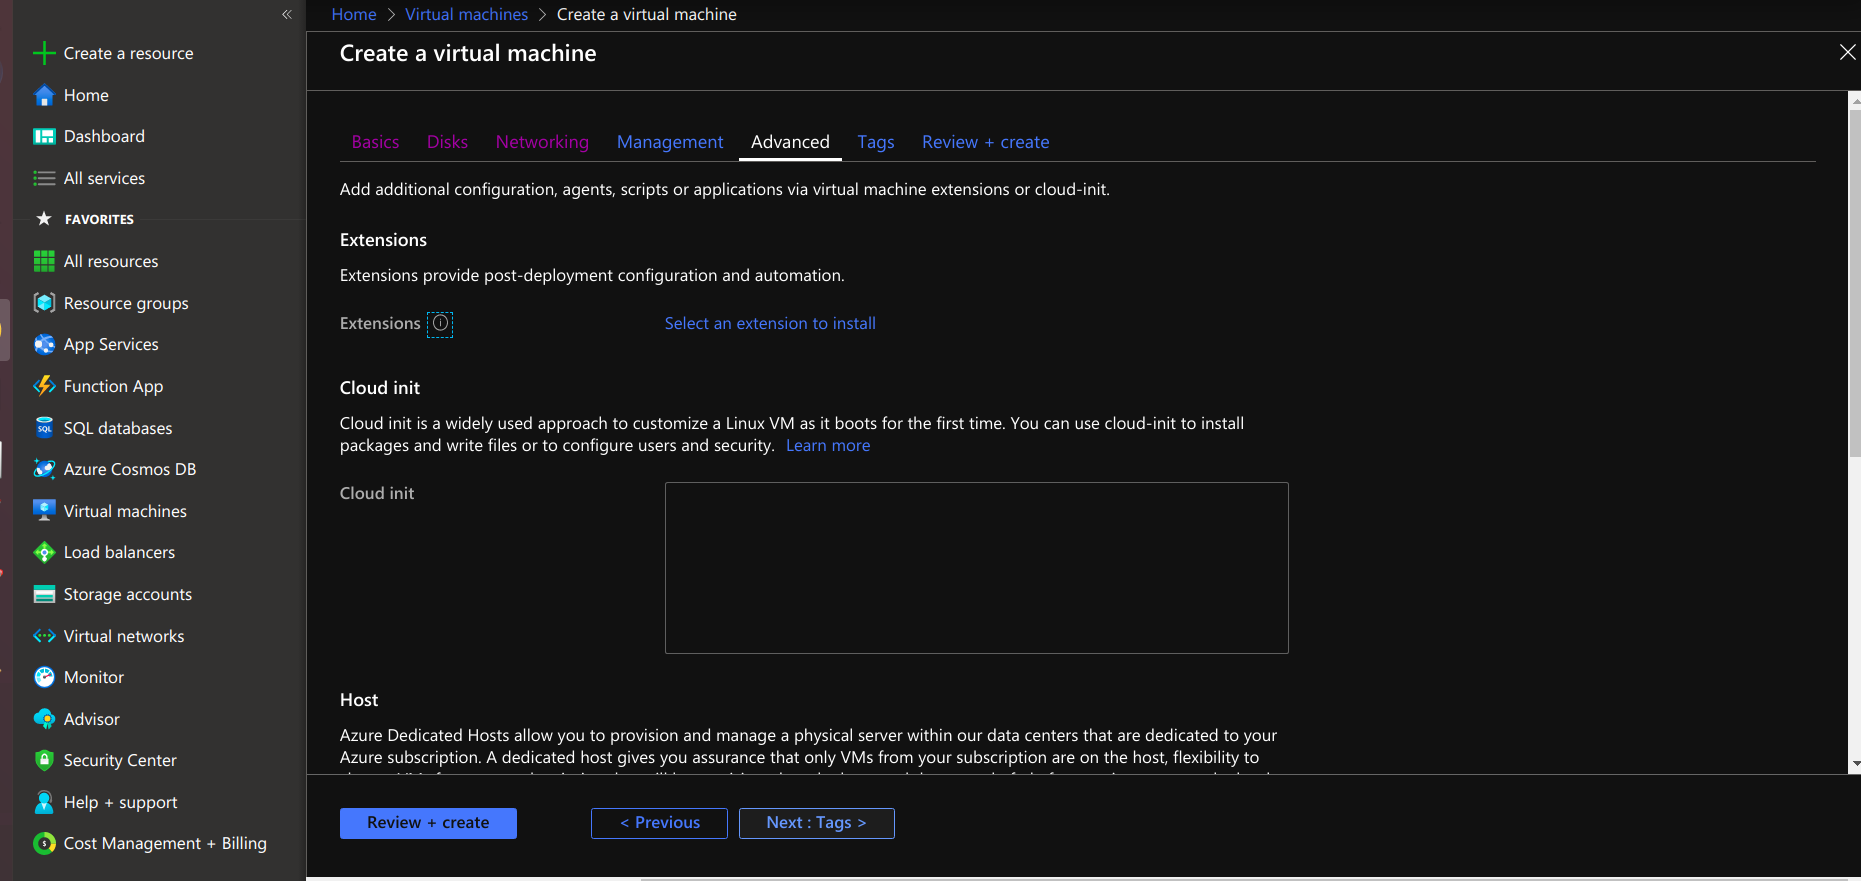 «
Create a resource
Home
Dashboard
All services
FAVORITES
All resources
Resource groups
App Services
Function App
SQL databases
Azure Cosmos DB
Virtual machines
Load balancers
Storage accounts
Virtual networks
Monitor
Advisor
Security Center
Help + support
Cost Management + Billing
Home > Virtual machines > Create a virtual machine
Create a virtual machine
Basics Disks Networking Management Advanced Tags Review + create
Add additional configuration, agents, scripts or applications via virtual machine extensions or cloud-init.
Extensions
Extensions provide post-deployment configuration and automation.
Extensions Select an extension to install
Cloud init
Cloud init is a widely used approach to customize a Linux VM as it boots for the first time. You can use cloud-init to install
packages and write files or to configure users and security. Learn more
Cloud init
Host
Azure Dedicated Hosts allow you to provision and manage a physical server within our data centers that are dedicated to your
Azure subscription. A dedicated host gives you assurance that only VMs from your subscription are on the host, flexibility to
Review + create < Previous Next : Tags >